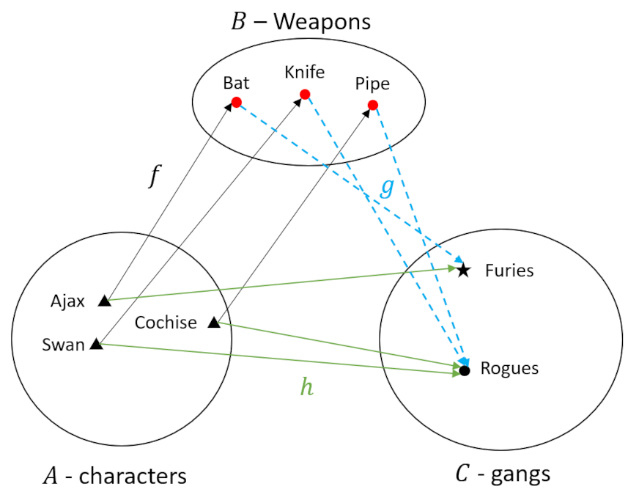 B – Weapons
Bat
Knife
Pipe
f
g
Ajax
Swan
Cochise
Furies
Rogues
h
A - characters
C - gangs